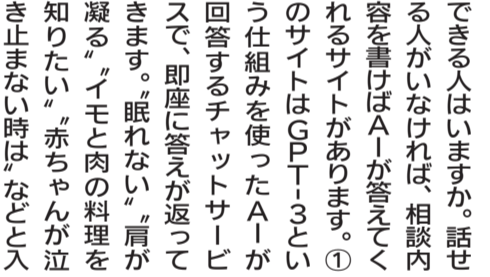 できる人はいますか。話せ
る人がいなければ、相談内
容を書けばAIが答えてく
れるサイトがあります。①
のサイトはGPT-3とい
う仕組みを使ったAIが
回答するチャットサービ
スで、即座に答えが返って
きます。〝眠れない〟〝肩が
凝る〟〝イモと肉の料理を
知りたい〟〝赤ちゃんが泣
き止まない時は〟などと入